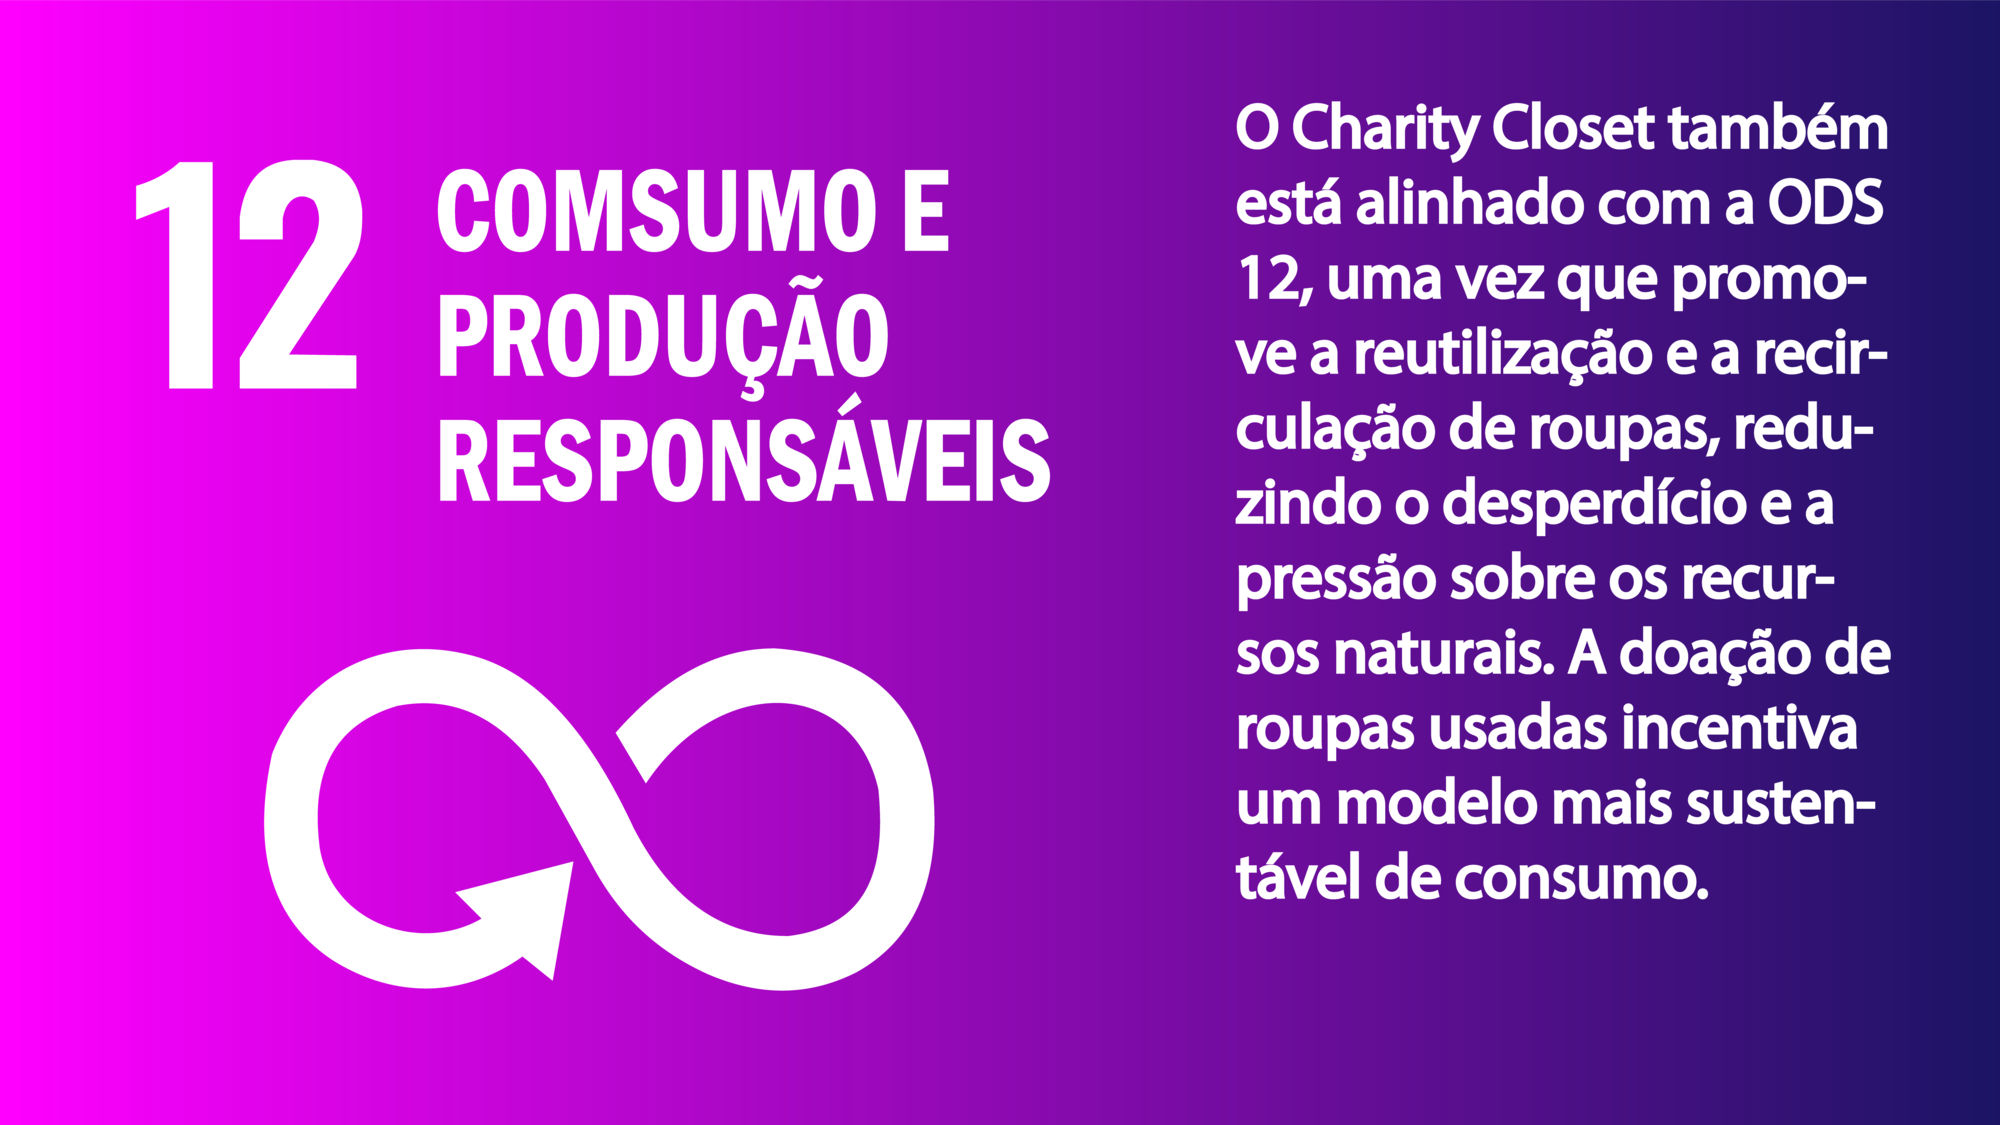 12
COMSUMO E
PRODUÇÃO
RESPONSÁVEIS
O Charity Closet também
está alinhado com a ODS
12, uma vez que promo-
ve a reutilização e a recir-
culação de roupas, redu-
zindo o desperdício e a
pressão sobre os recur-
sos naturais. A doação de
roupas usadas incentiva
um modelo mais susten-
tável de consumo.